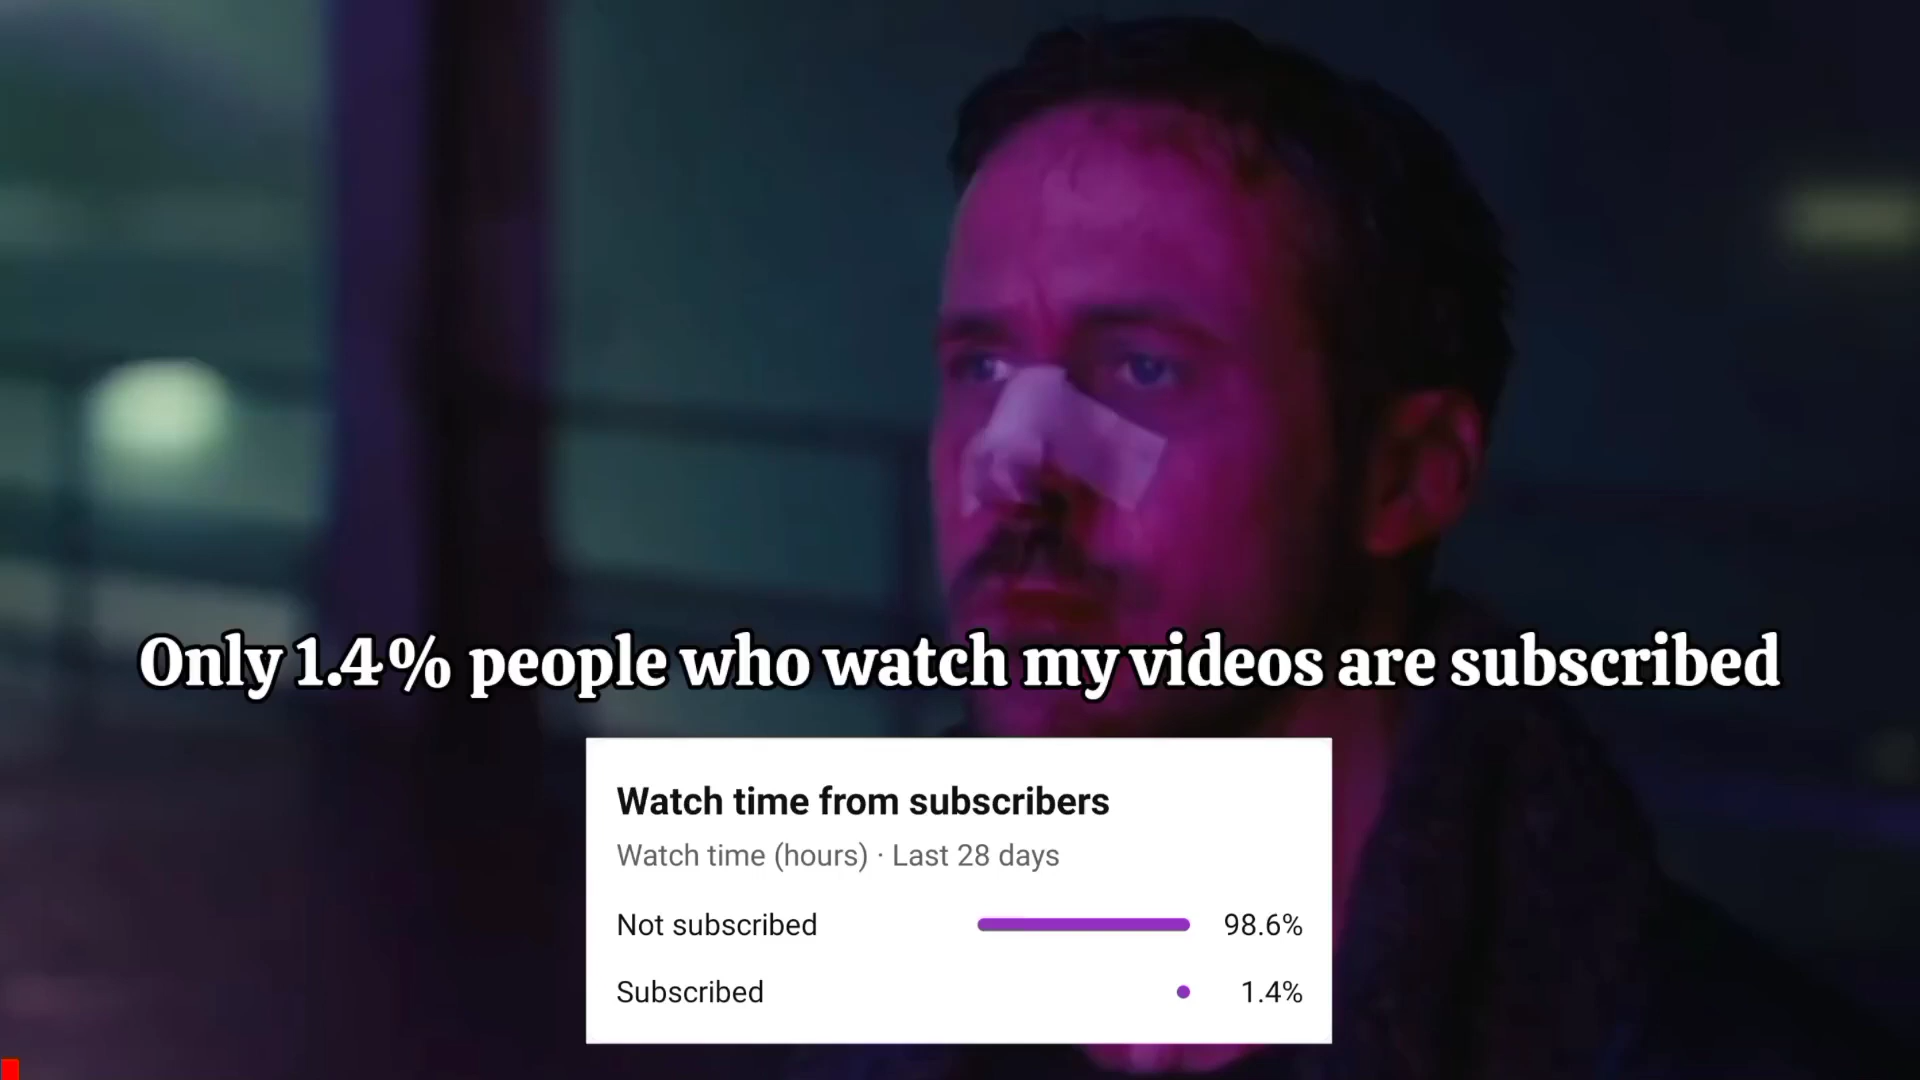 Only 1.4% people who watch my videos are subscribed
Watch time from subscribers
Watch time (hours) · Last 28 days
Not subscribed 98.6%
Subscribed 1.4%